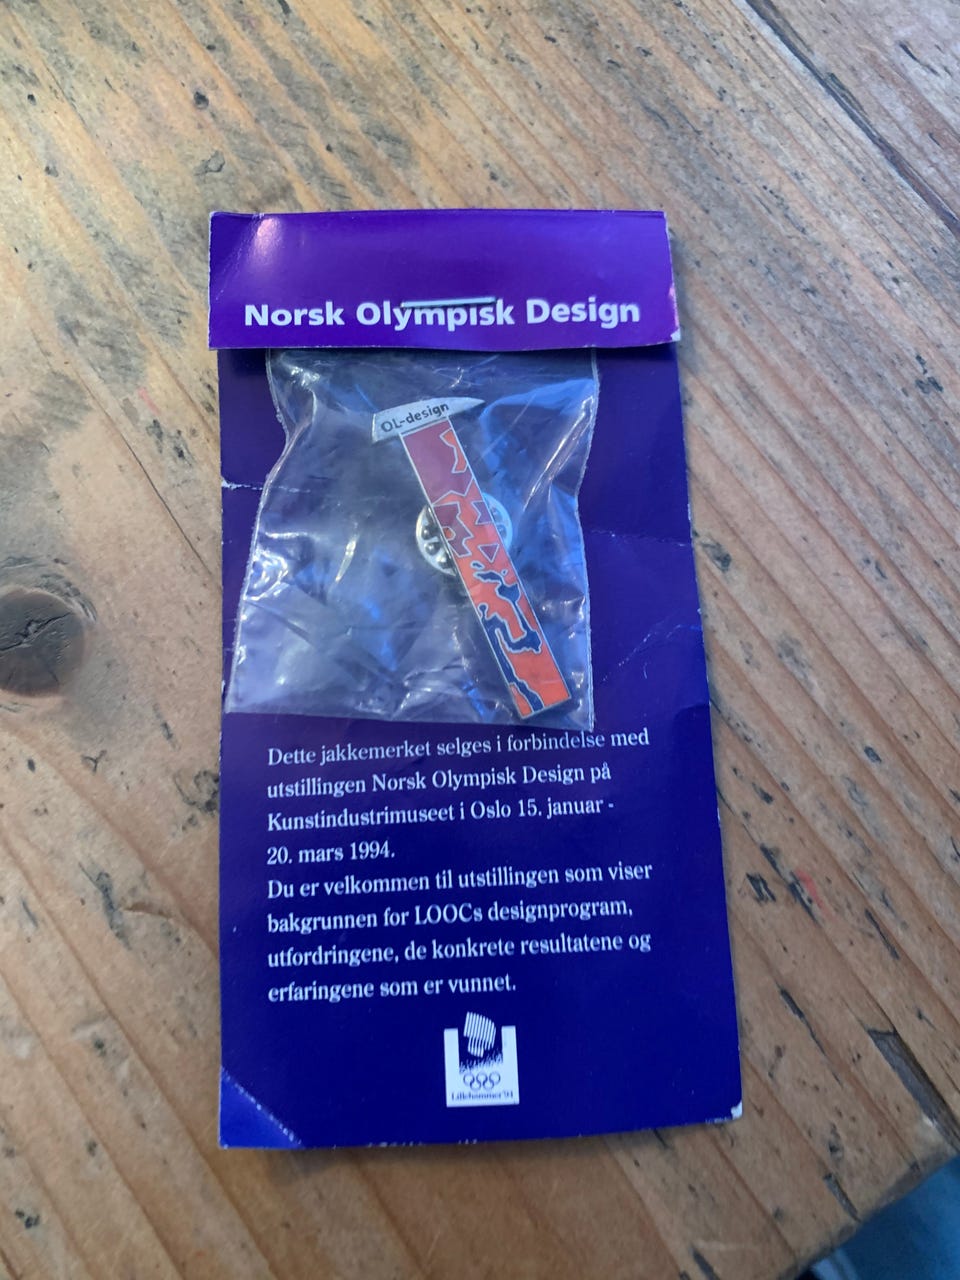 Norsk Olympisk Design
OL-design
Dette jakkemerket selges i forbindelse med
utstillingen Norsk Olympisk Design på
Kunstindustrimuseet i Oslo 15. januar -
20. mars 1994.
Du er velkommen til utstillingen som viser
bakgrunnen for LOOCs designprogram,
utfordringene, de konkrete resultatene og
erfaringene som er vunnet.
Lillehammer'94